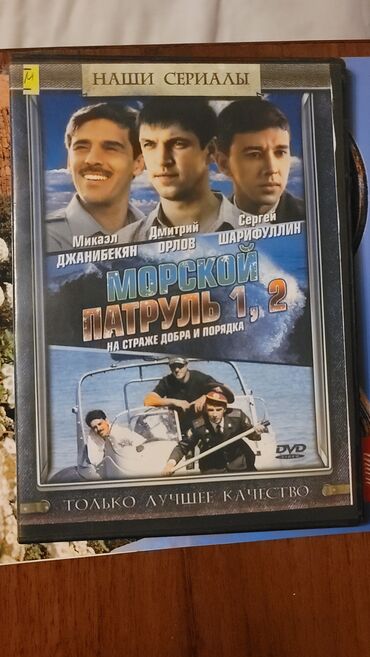 М
НАШИ СЕРИАЛЫ
Микаэл
ДЖАНИБЕКЯН
Дмитрий
ОРЛОВ
Сергей
ШАРИФУЛЛИН
МОРСКОЙ
ПАТРУЛЬ 1, 2
НА СТРАЖЕ ДОБРА И ПОРЯДКА
DVD
VIDEO
ТОЛЬКО ЛУЧШЕЕ КАЧЕСТВО